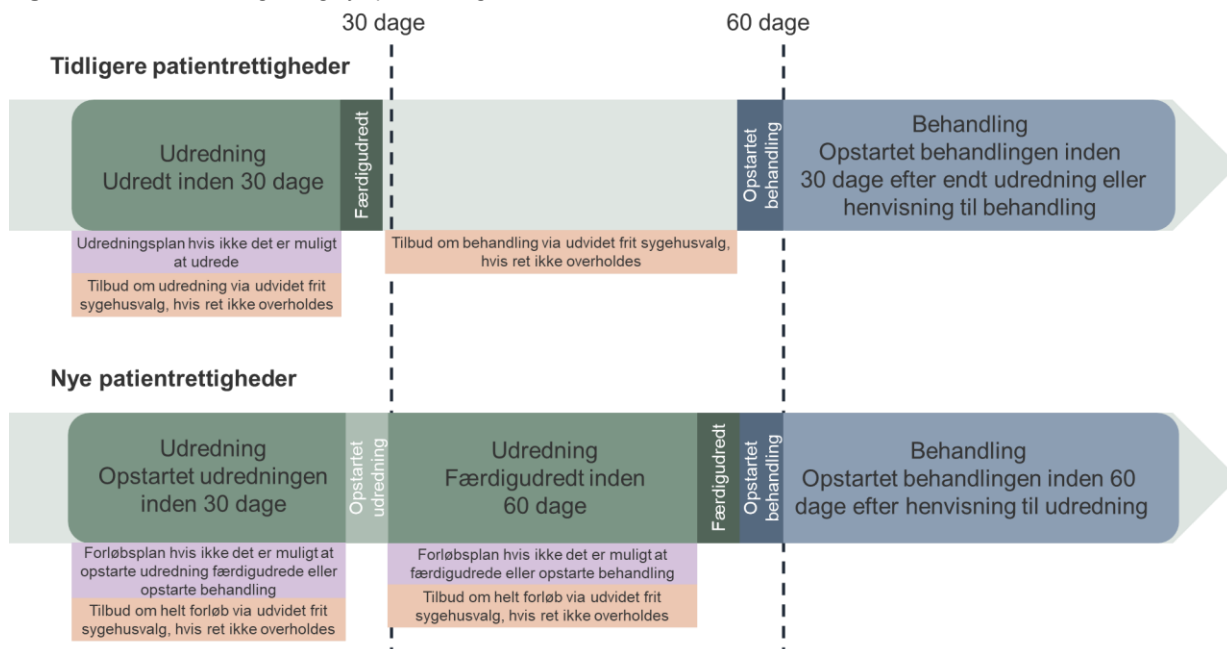 30 dage
60 dage
Tidligere patientrettigheder
Udredning
Udredt inden 30 dage
Færdigudredt
Opstartet
behandling
Behandling
Opstartet behandlingen inden
30 dage efter endt udredning eller
henvisning til behandling
Udredningsplan hvis ikke det er muligt
at udrede
Tilbud om udredning via udvidet frit
sygehusvalg, hvis ret ikke overholdes
Tilbud om behandling via udvidet frit sygehusvalg,
hvis ret ikke overholdes
Nye patientrettigheder
Udredning
Opstartet udredningen
inden 30 dage
Opstartet
udredning
Udredning
Færdigudredt inden
60 dage
Færdigudredt
Opstartet
behandling
Behandling
Opstartet behandlingen inden 60
dage efter henvisning til udredning
Forløbsplan hvis ikke det er muligt at
opstarte udredning færdigudrede eller
opstarte behandling
Tilbud om helt forløb via udvidet frit
sygehusvalg, hvis ret ikke overholdes
Forløbsplan hvis ikke det er muligt at
færdigudrede eller opstarte behandling
Tilbud om helt forløb via udvidet frit
sygehusvalg, hvis ret ikke overholdes